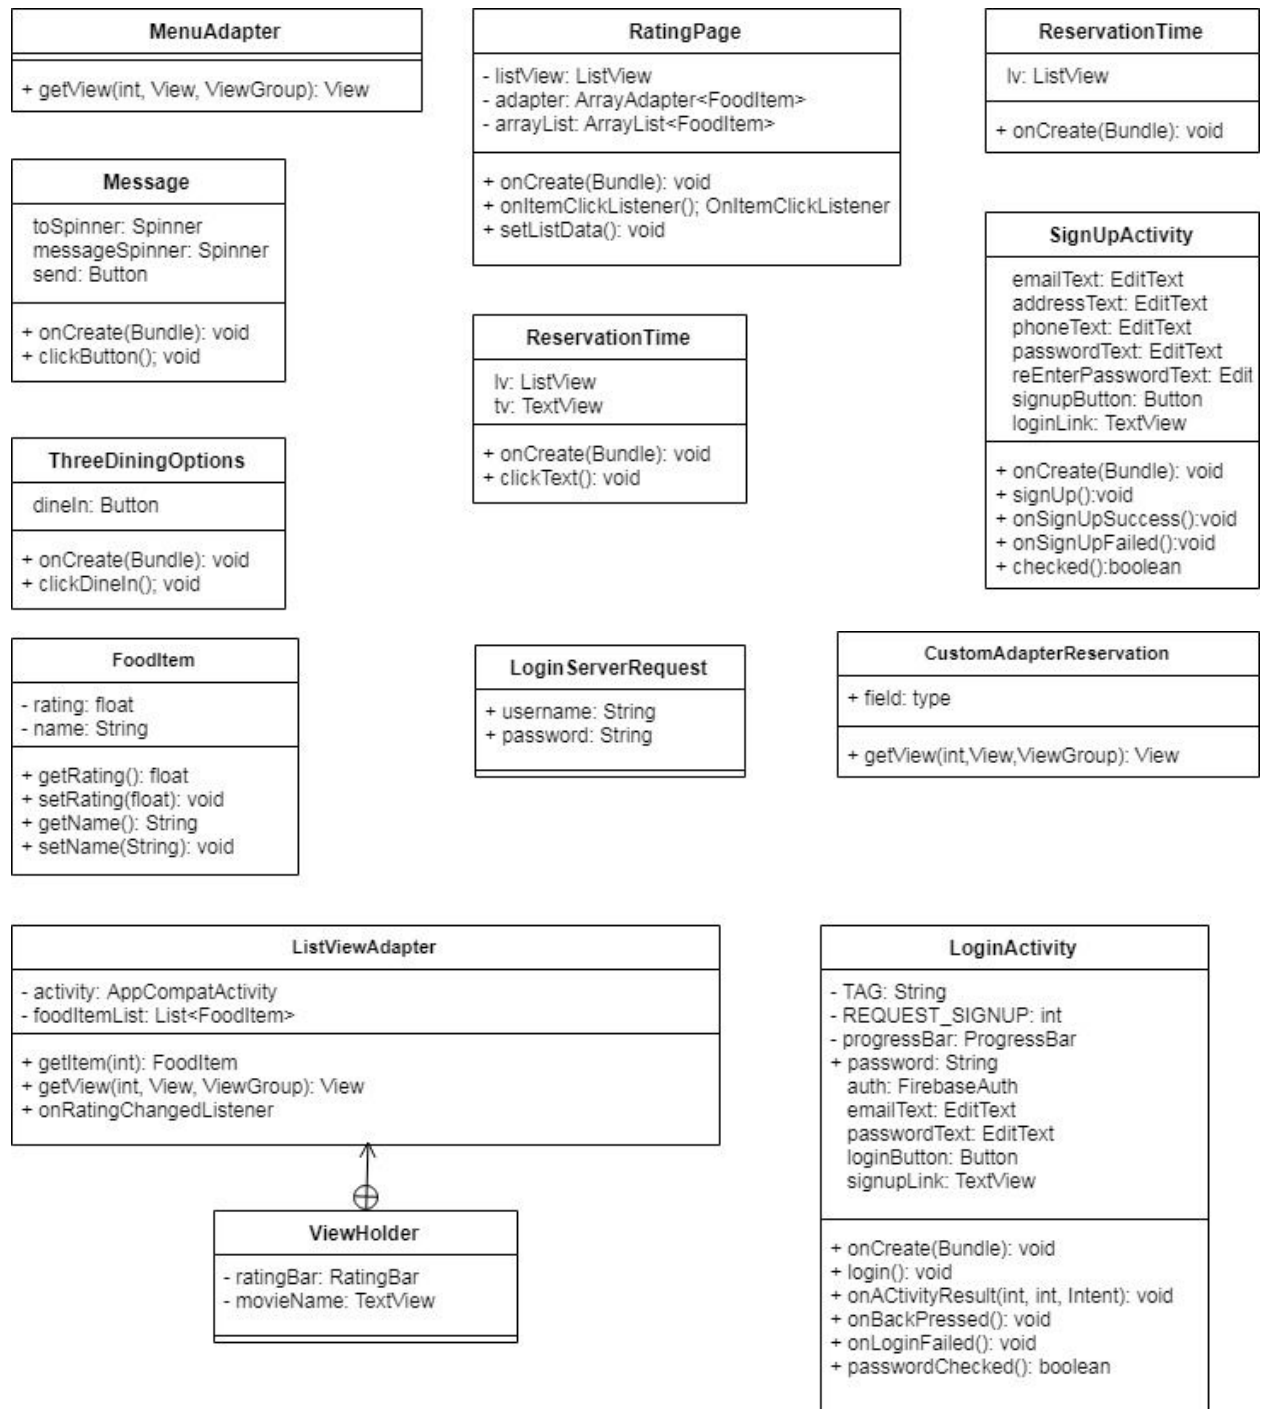 MenuAdapter
+ getView(int, View, ViewGroup): View
Message
toSpinner: Spinner
messageSpinner: Spinner
send: Button
+ onCreate(Bundle): void
+ clickButton(); void
ThreeDiningOptions
dineIn: Button
+ onCreate(Bundle): void
+ clickDineIn(); void
FoodItem
- rating: float
- name: String
+ getRating(): float
+ setRating(float): void
+ getName(): String
+ setName(String): void
RatingPage
- listView: ListView
- adapter: ArrayAdapter<FoodItem>
- arrayList: ArrayList<FoodItem>
+ onCreate(Bundle): void
+ onItemClickListener(); OnItemClickListener
+ setListData(): void
ReservationTime
lv: ListView
tv: TextView
+ onCreate(Bundle): void
+ clickText(): void
LoginServerRequest
+ username: String
+ password: String
ReservationTime
lv: ListView
+ onCreate(Bundle): void
SignUpActivity
emailText: EditText
addressText: EditText
phoneText: EditText
passwordText: EditText
reEnterPasswordText: Edit
signupButton: Button
loginLink: TextView
+ onCreate(Bundle): void
+ signUp():void
+ onSignUpSuccess():void
+ onSignUpFailed():void
+ checked():boolean
CustomAdapterReservation
+ field: type
+ getView(int,View,ViewGroup): View
ListViewAdapter
- activity: AppCompatActivity
- foodItemList: List<FoodItem>
+ getItem(int): FoodItem
+ getView(int, View, ViewGroup): View
+ onRatingChangedListener
ViewHolder
- ratingBar: RatingBar
- movieName: TextView
LoginActivity
- TAG: String
- REQUEST_SIGNUP: int
- progressBar: ProgressBar
+ password: String
auth: FirebaseAuth
emailText: EditText
passwordText: EditText
loginButton: Button
signupLink: TextView
+ onCreate(Bundle): void
+ login(): void
+ onACtivityResult(int, int, Intent): void
+ onBackPressed(): void
+ onLoginFailed(): void
+ passwordChecked(): boolean